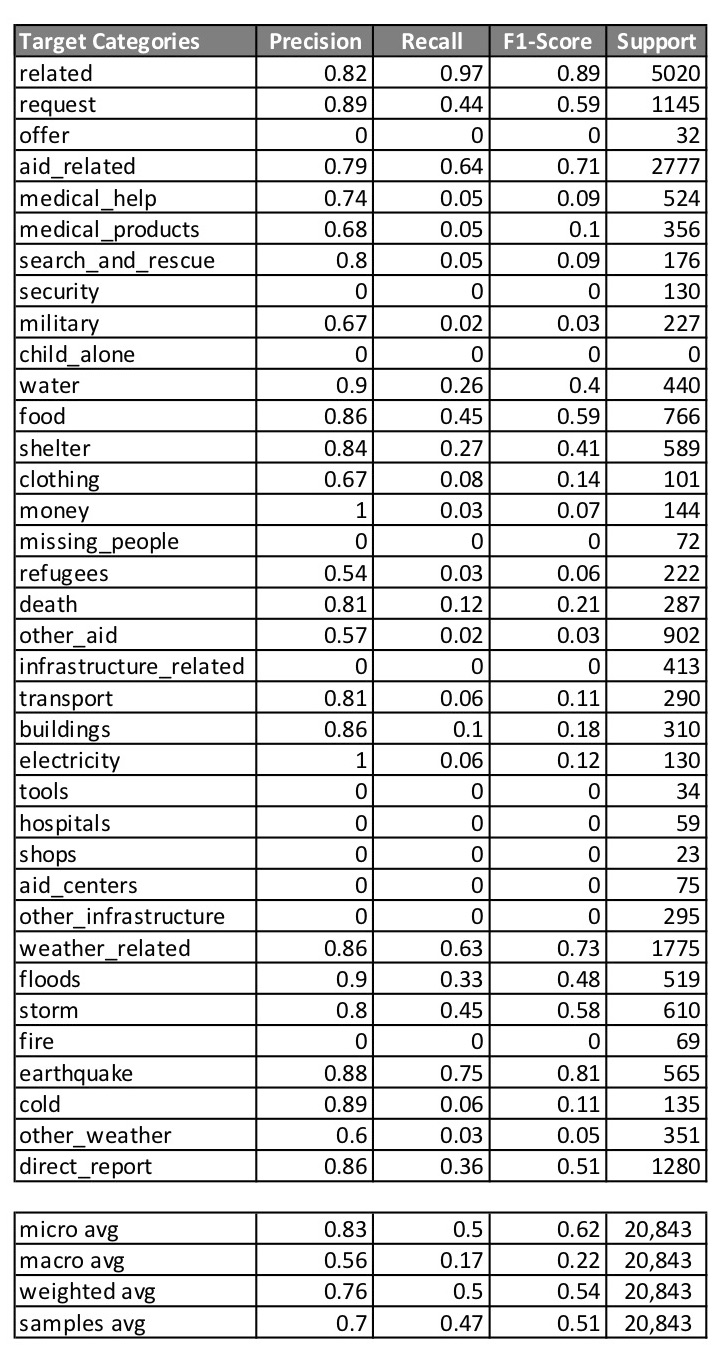 Target Categories Precision Recall F1-Score Support
related 0.82 0.97 0.89 5020
request 0.89 0.44 0.59 1145
offer 0 0 0 32
aid_related 0.79 0.64 0.71 2777
medical_help 0.74 0.05 0.09 524
medical_products 0.68 0.05 0.1 356
search_and_rescue 0.8 0.05 0.09 176
security 0 0 0 130
military 0.67 0.02 0.03 227
child_alone 0 0 0 0
water 0.9 0.26 0.4 440
food 0.86 0.45 0.59 766
shelter 0.84 0.27 0.41 589
clothing 0.67 0.08 0.14 101
money 1 0.03 0.07 144
missing_people 0 0 0 72
refugees 0.54 0.03 0.06 222
death 0.81 0.12 0.21 287
other_aid 0.57 0.02 0.03 902
infrastructure_related 0 0 0 413
transport 0.81 0.06 0.11 290
buildings 0.86 0.1 0.18 310
electricity 1 0.06 0.12 130
tools 0 0 0 34
hospitals 0 0 0 59
shops 0 0 0 23
aid_centers 0 0 0 75
other_infrastructure 0 0 0 295
weather_related 0.86 0.63 0.73 1775
floods 0.9 0.33 0.48 519
storm 0.8 0.45 0.58 610
fire 0 0 0 69
earthquake 0.88 0.75 0.81 565
cold 0.89 0.06 0.11 135
other_weather 0.6 0.03 0.05 351
direct_report 0.86 0.36 0.51 1280
micro avg 0.83 0.5 0.62 20,843
macro avg 0.56 0.17 0.22 20,843
weighted avg 0.76 0.5 0.54 20,843
samples avg 0.7 0.47 0.51 20,843